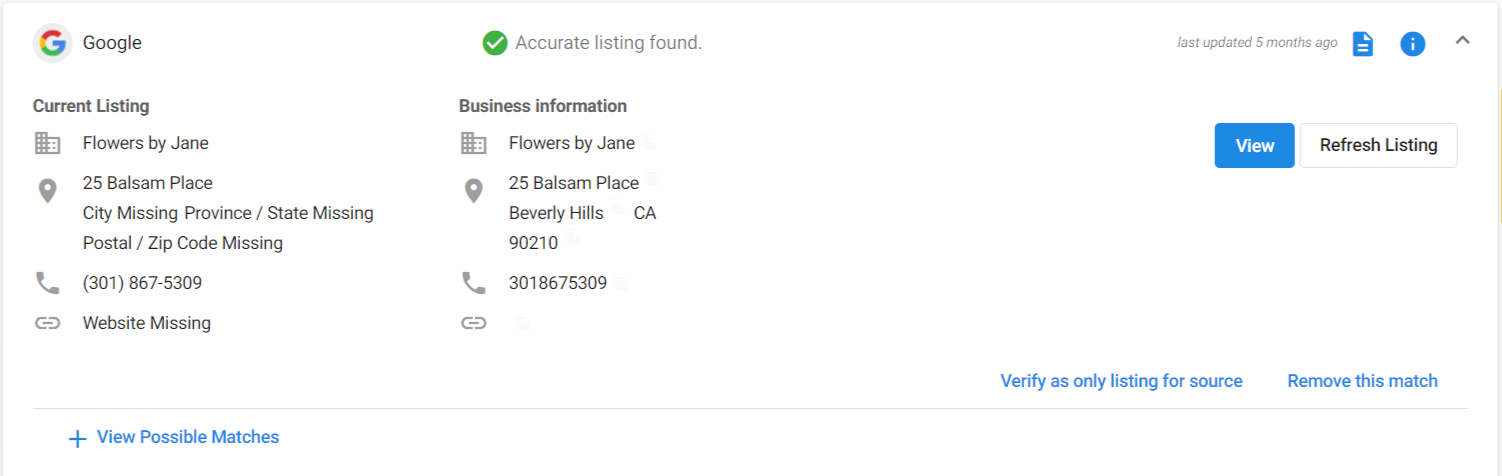 Google
Accurate listing found.
last updated 5 months ago
Current Listing
Flowers by Jane
25 Balsam Place
City Missing Province / State Missing
Postal / Zip Code Missing
(301) 867-5309
Website Missing
Business information
Flowers by Jane
25 Balsam Place
Beverly Hills CA
90210
3018675309
View
Refresh Listing
Verify as only listing for source
Remove this match
View Possible Matches